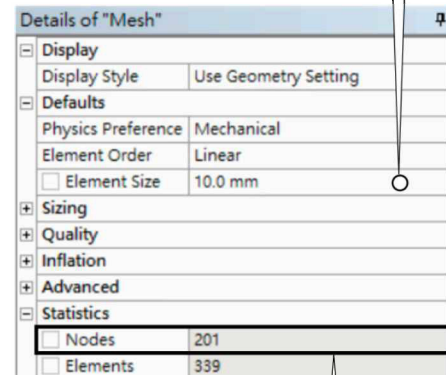 Details of "Mesh"
Display
Display Style Use Geometry Setting
Defaults
Physics Preference Mechanical
Element Order Linear
Element Size 10.0 mm
Sizing
Quality
Inflation
Advanced
Statistics
Nodes 201
Elements 339